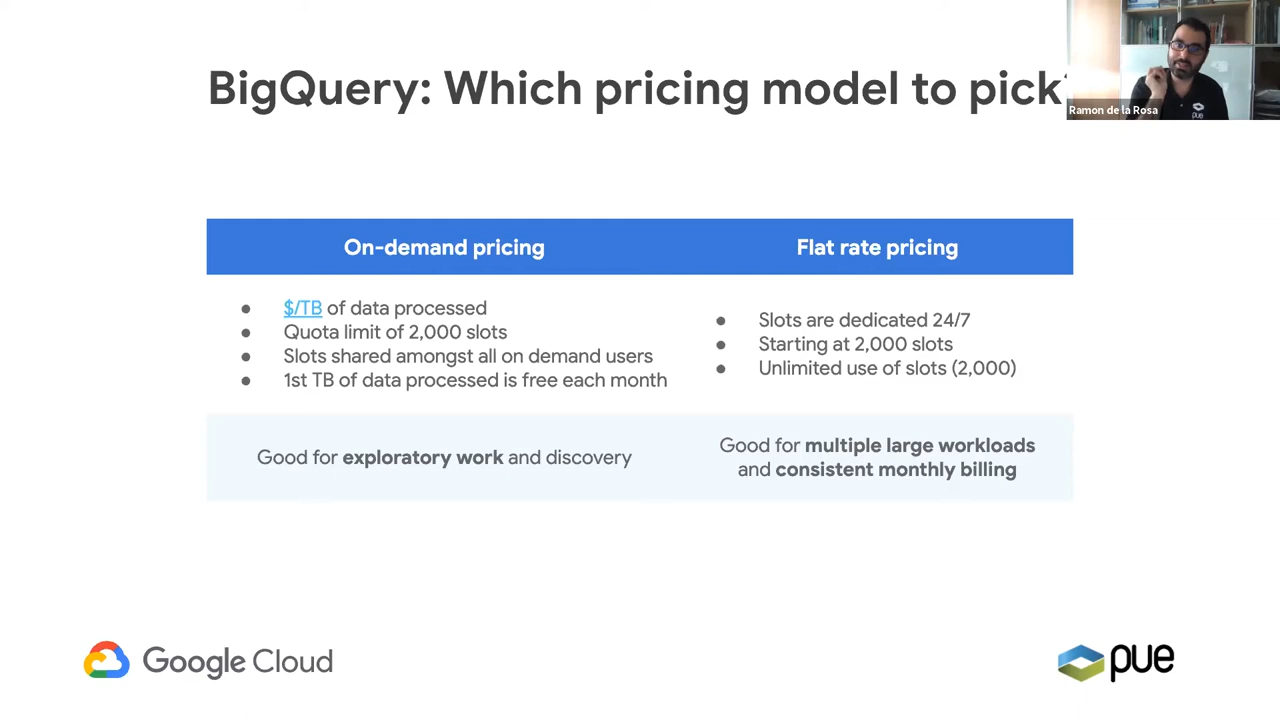 BigQuery: Which pricing model to pick?
Ramon de la Rosa
pue
On-demand pricing
Flat rate pricing
● $/TB of data processed
● Quota limit of 2,000 slots
● Slots shared amongst all on demand users
● 1st TB of data processed is free each month
● Slots are dedicated 24/7
● Starting at 2,000 slots
● Unlimited use of slots (2,000)
Good for exploratory work and discovery
Good for multiple large workloads
and consistent monthly billing
Google Cloud
pue